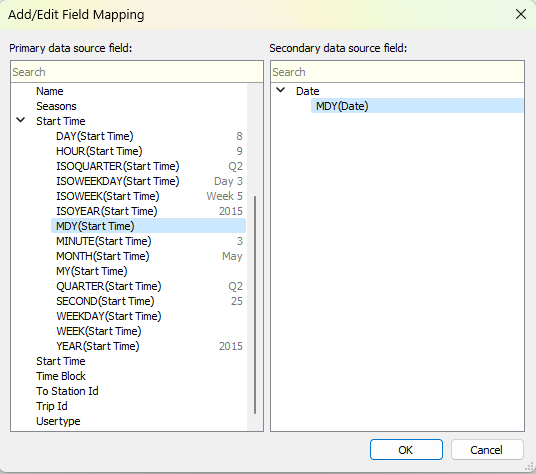 Add/Edit Field Mapping
Primary data source field:
Search
Name
Seasons
Start Time
DAY(Start Time) 8
HOUR(Start Time) 9
ISOQUARTER(Start Time) Q2
ISOWEEKDAY(Start Time) Day 3
ISOWEEK(Start Time) Week 5
ISOYEAR(Start Time) 2015
MDY(Start Time)
MINUTE(Start Time) 3
MONTH(Start Time) May
MY(Start Time)
QUARTER(Start Time) Q2
SECOND(Start Time) 25
WEEKDAY(Start Time)
WEEK(Start Time)
YEAR(Start Time) 2015
Start Time
Time Block
To Station Id
Trip Id
Usertype
Secondary data source field:
Search
Date
MDY(Date)
OK
Cancel